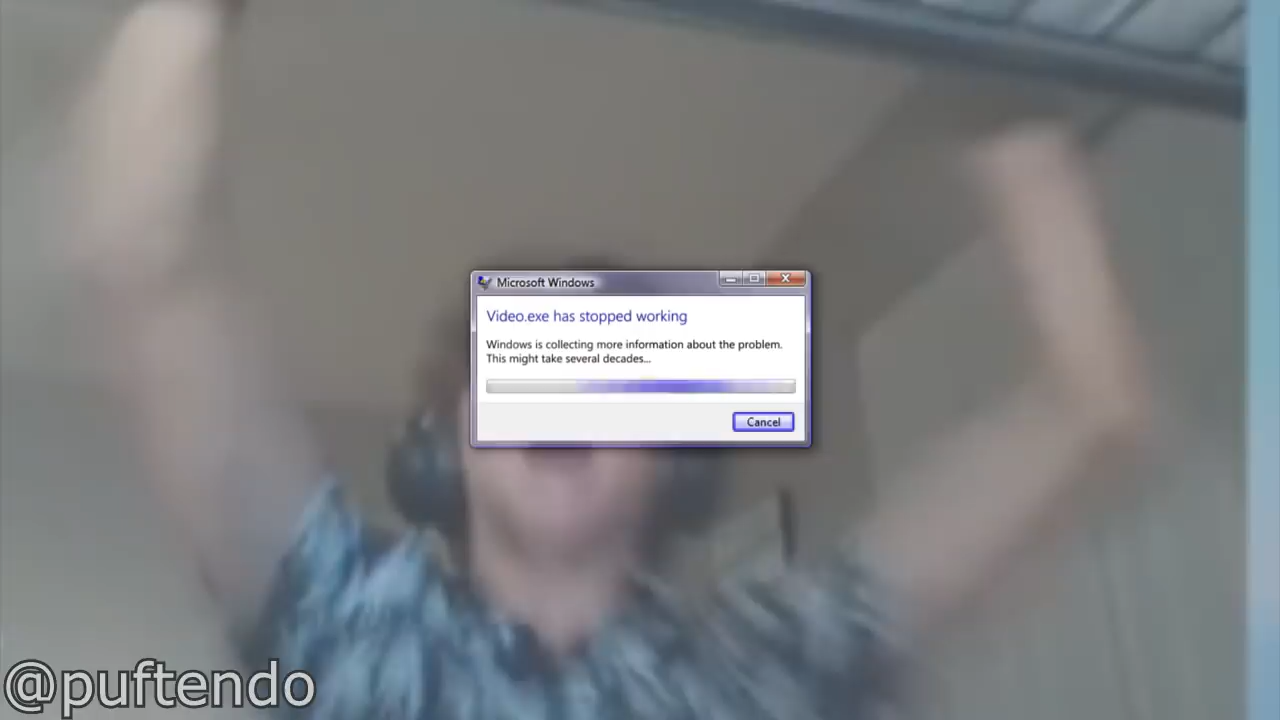 Microsoft Windows
Video.exe has stopped working
Windows is collecting more information about the problem.
This might take several decades...
Cancel
@puftendo